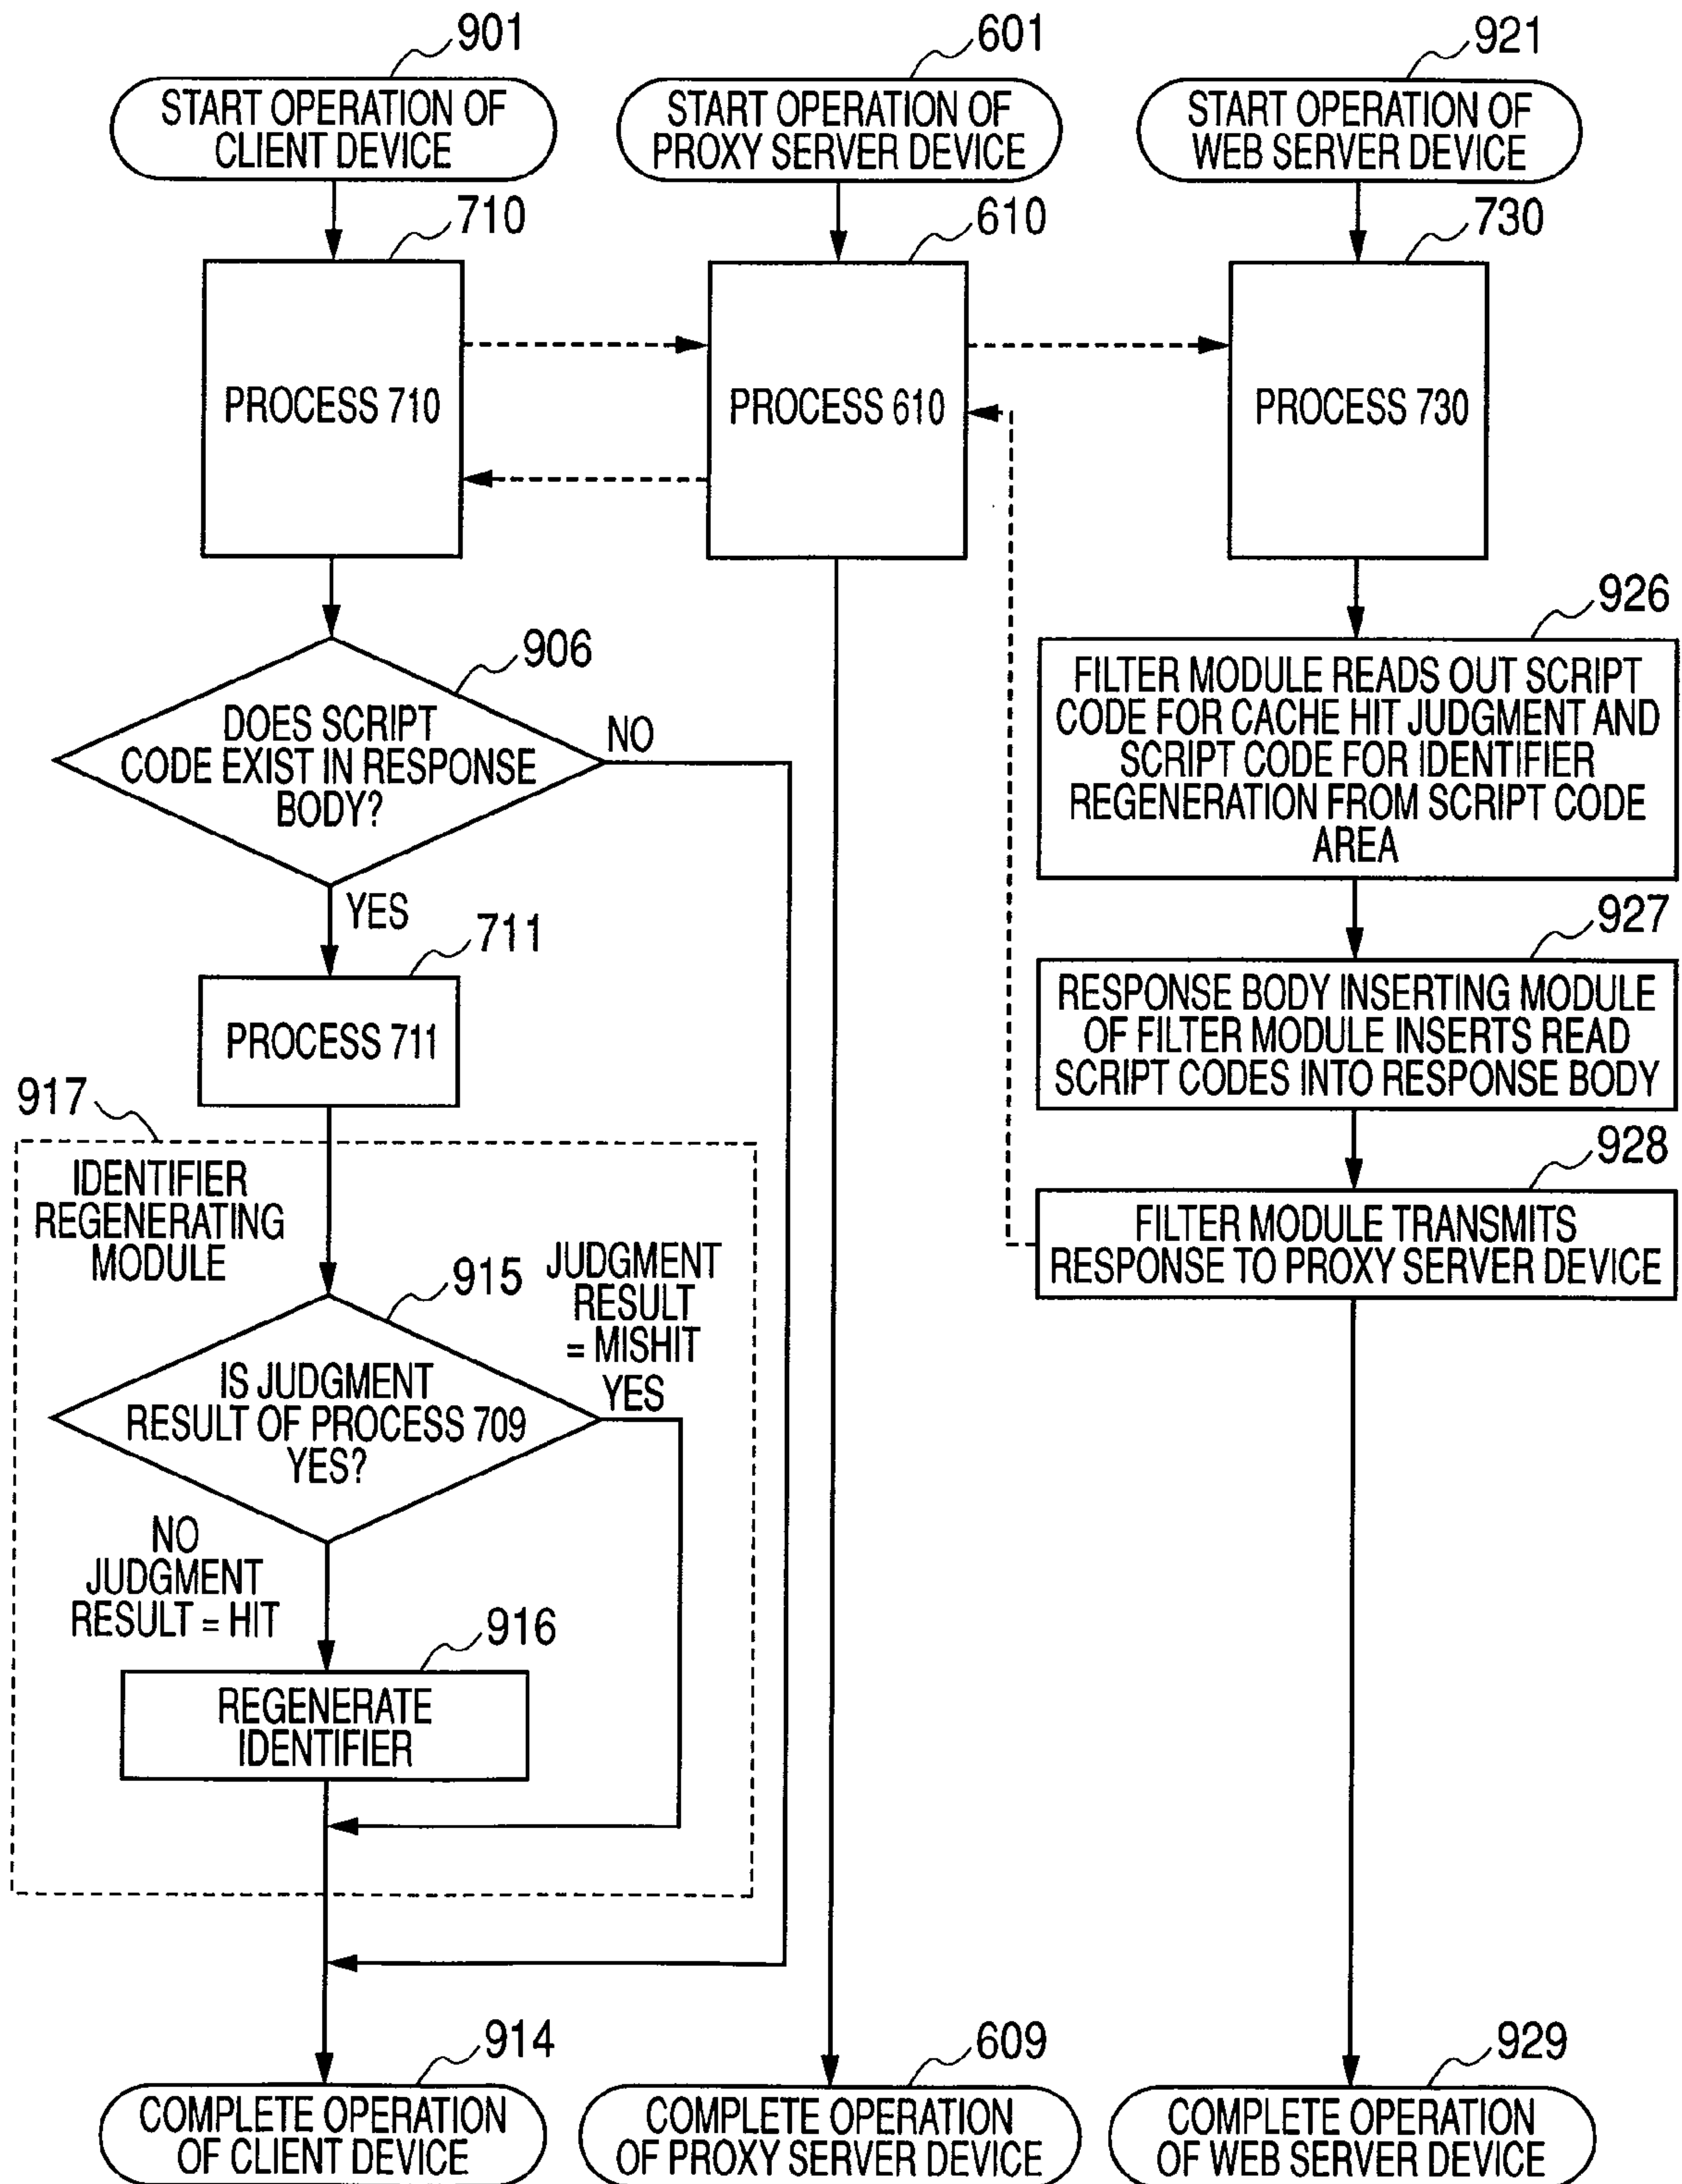 901
601
921
START OPERATION OF
CLIENT DEVICE
START OPERATION OF
PROXY SERVER DEVICE
START OPERATION OF
WEB SERVER DEVICE
710
610
730
PROCESS 710
PROCESS 610
PROCESS 730
906
DOES SCRIPT
CODE EXIST IN RESPONSE
BODY?
NO
YES
926
FILTER MODULE READS OUT SCRIPT
CODE FOR CACHE HIT JUDGMENT AND
SCRIPT CODE FOR IDENTIFIER
REGENERATION FROM SCRIPT CODE
AREA
711
PROCESS 711
927
RESPONSE BODY INSERTING MODULE
OF FILTER MODULE INSERTS READ
SCRIPT CODES INTO RESPONSE BODY
917
IDENTIFIER
REGENERATING
MODULE
928
FILTER MODULE TRANSMITS
RESPONSE TO PROXY SERVER DEVICE
915
JUDGMENT
RESULT
= MISHIT
YES
IS JUDGMENT
RESULT OF PROCESS 709
YES?
NO
JUDGMENT
RESULT = HIT
916
REGENERATE
IDENTIFIER
914
609
929
COMPLETE OPERATION
OF CLIENT DEVICE
COMPLETE OPERATION
OF PROXY SERVER DEVICE
COMPLETE OPERATION
OF WEB SERVER DEVICE